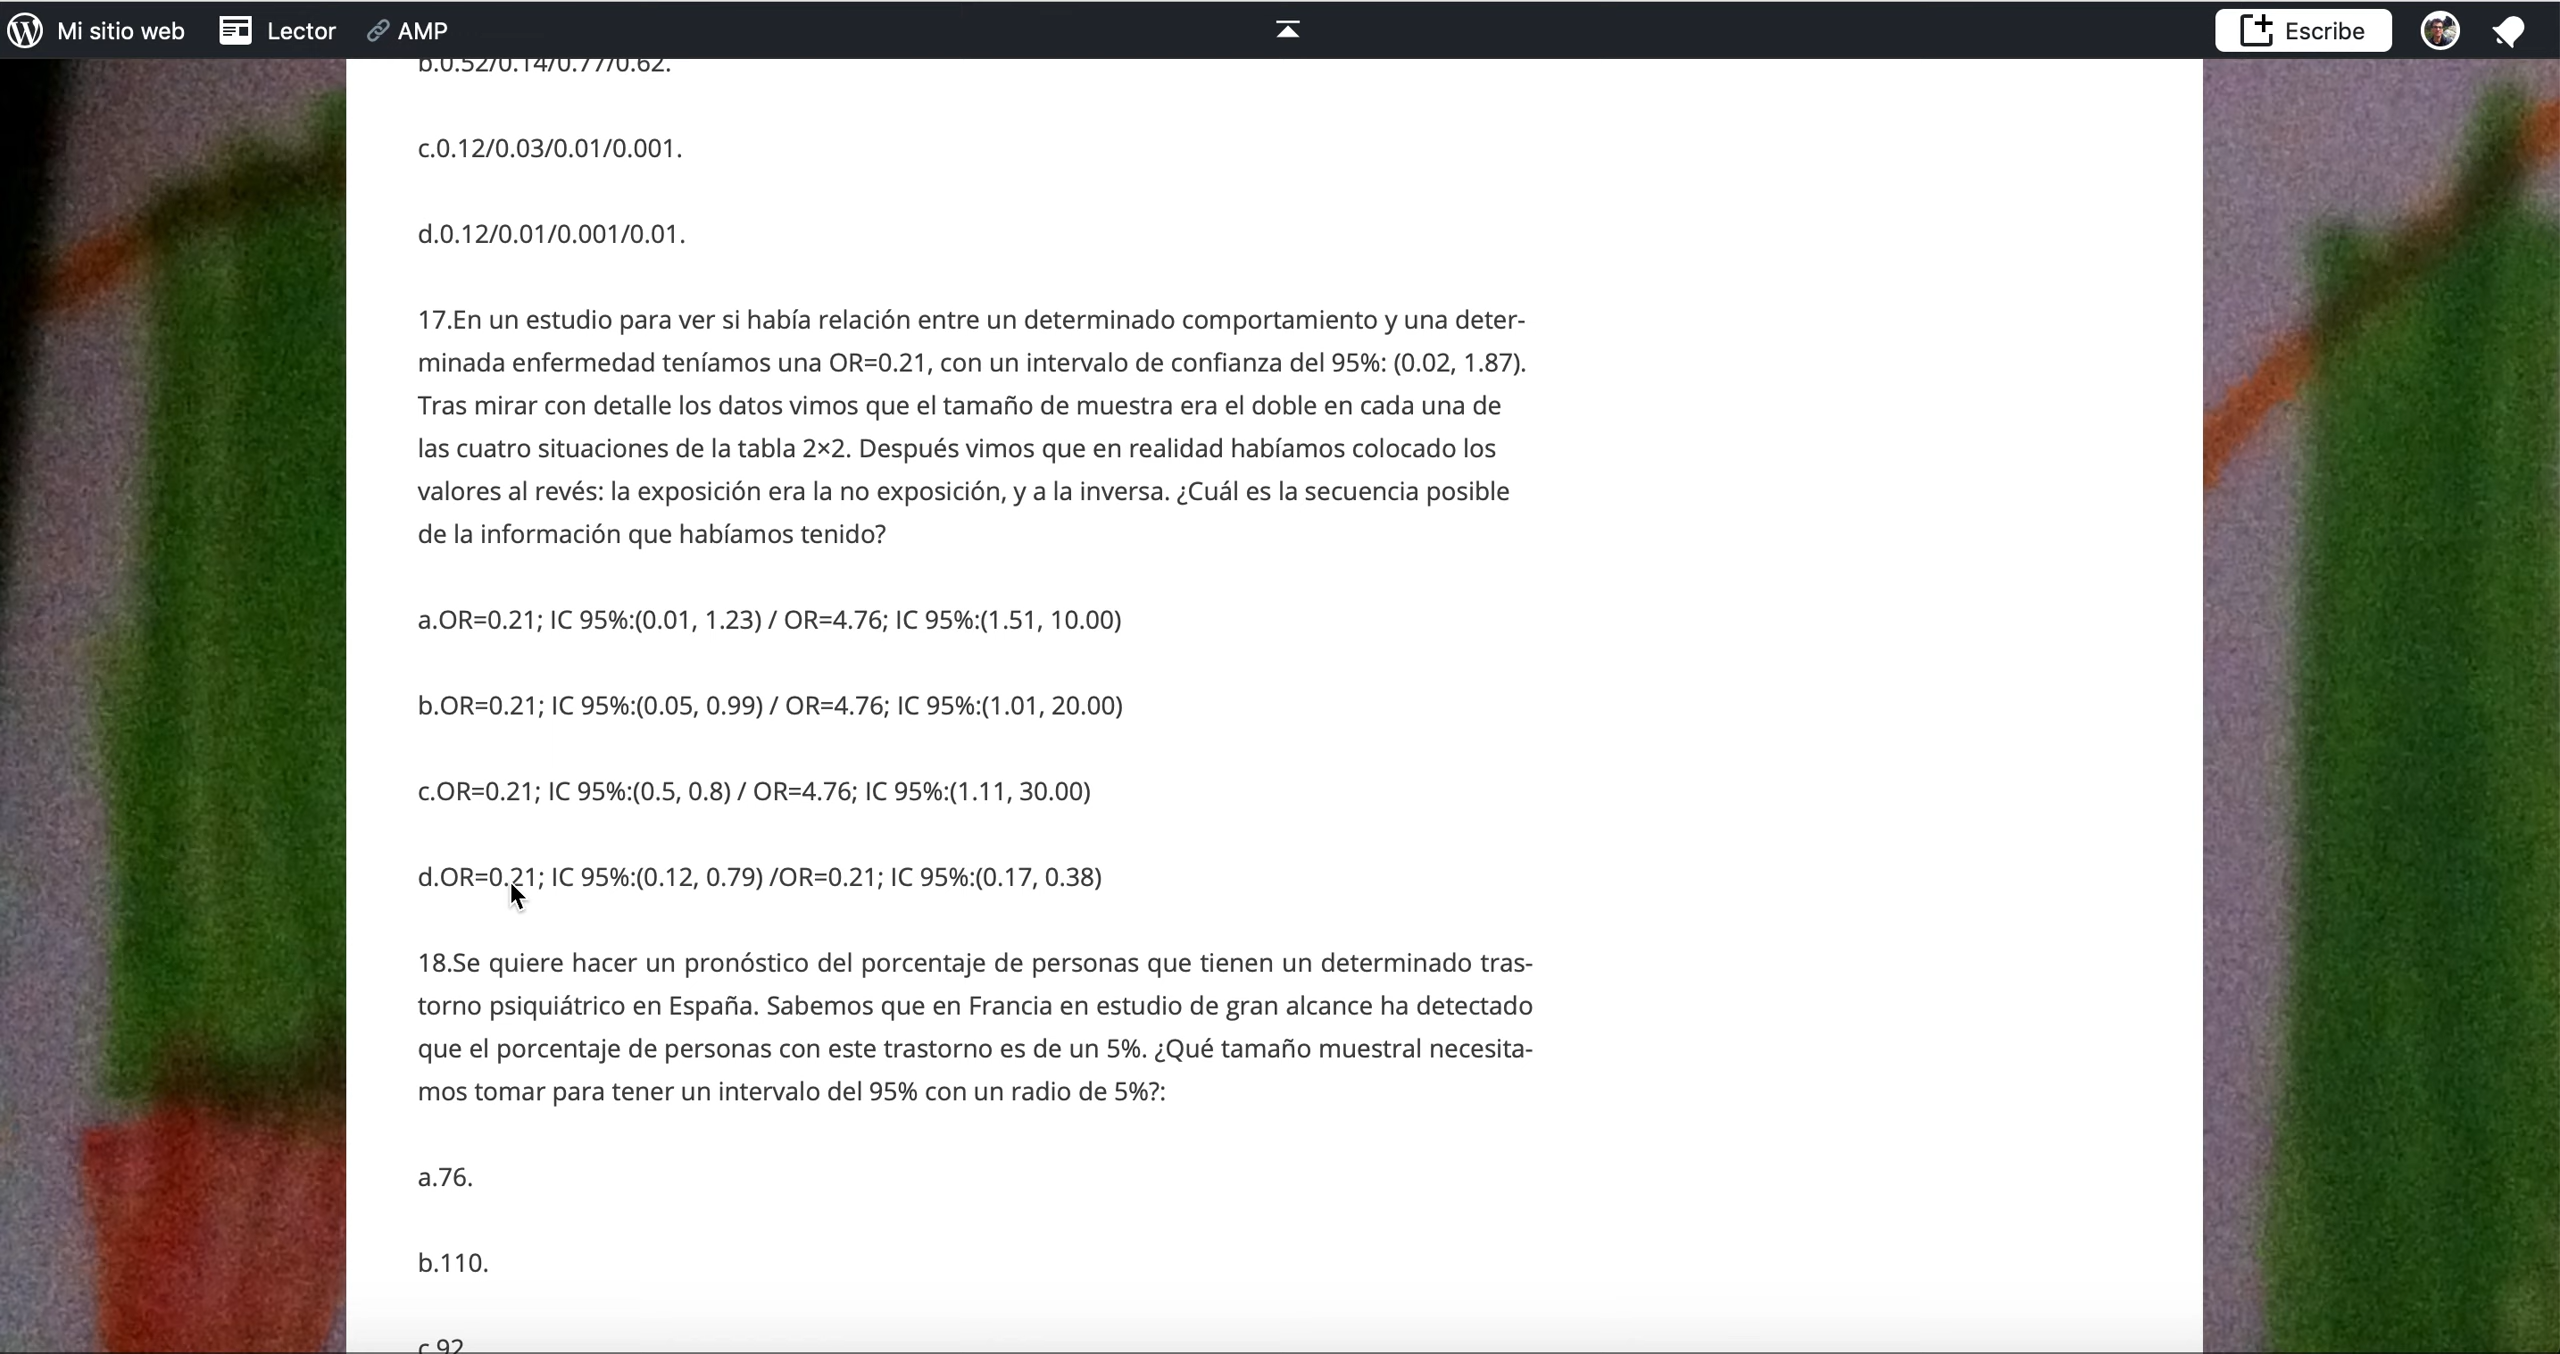 Mi sitio web Lector AMP Escribe
b.0.52/0.14/0.77/0.62.
c.0.12/0.03/0.01/0.001.
d.0.12/0.01/0.001/0.01.
17.En un estudio para ver si había relación entre un determinado comportamiento y una deter-
minada enfermedad teníamos una OR=0.21, con un intervalo de confianza del 95%: (0.02, 1.87).
Tras mirar con detalle los datos vimos que el tamaño de muestra era el doble en cada una de
las cuatro situaciones de la tabla 2×2. Después vimos que en realidad habíamos colocado los
valores al revés: la exposición era la no exposición, y a la inversa. ¿Cuál es la secuencia posible
de la información que habíamos tenido?
a.OR=0.21; IC 95%:(0.01, 1.23) / OR=4.76; IC 95%:(1.51, 10.00)
b.OR=0.21; IC 95%:(0.05, 0.99) / OR=4.76; IC 95%:(1.01, 20.00)
c.OR=0.21; IC 95%:(0.5, 0.8) / OR=4.76; IC 95%:(1.11, 30.00)
d.OR=0.21; IC 95%:(0.12, 0.79) /OR=0.21; IC 95%:(0.17, 0.38)
18.Se quiere hacer un pronóstico del porcentaje de personas que tienen un determinado tras-
torno psiquiátrico en España. Sabemos que en Francia en estudio de gran alcance ha detectado
que el porcentaje de personas con este trastorno es de un 5%. ¿Qué tamaño muestral necesita-
mos tomar para tener un intervalo del 95% con un radio de 5%?:
a.76.
b.110.
c.92